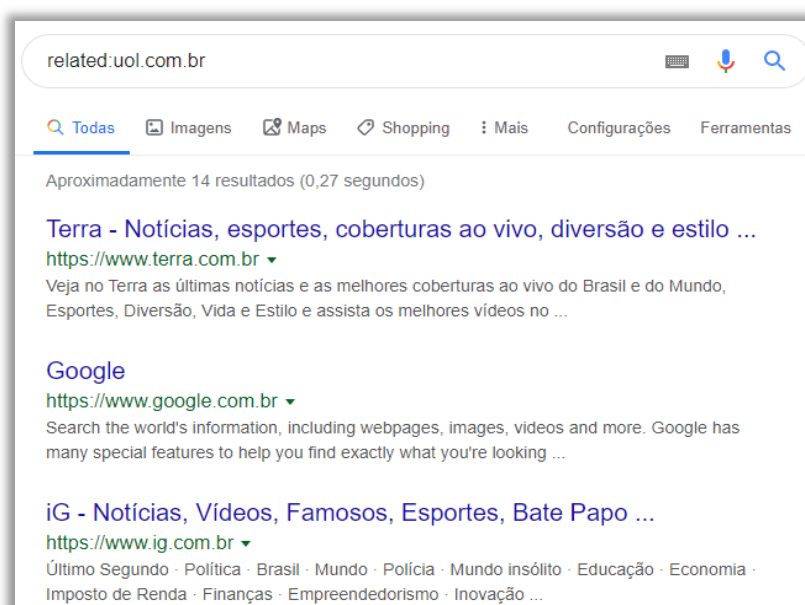 related:uol.com.br
Todas Imagens Maps Shopping Mais Configurações Ferramentas
Aproximadamente 14 resultados (0,27 segundos)
Terra - Notícias, esportes, coberturas ao vivo, diversão e estilo ...
https://www.terra.com.br
Veja no Terra as últimas notícias e as melhores coberturas ao vivo do Brasil e do Mundo,
Esportes, Diversão, Vida e Estilo e assista os melhores vídeos no ...
Google
https://www.google.com.br
Search the world's information, including webpages, images, videos and more. Google has
many special features to help you find exactly what you're looking ...
iG - Notícias, Vídeos, Famosos, Esportes, Bate Papo ...
https://www.ig.com.br
Último Segundo · Política · Brasil · Mundo · Polícia · Mundo insólito · Educação · Economia ·
Imposto de Renda · Finanças · Empreendedorismo · Inovação ...